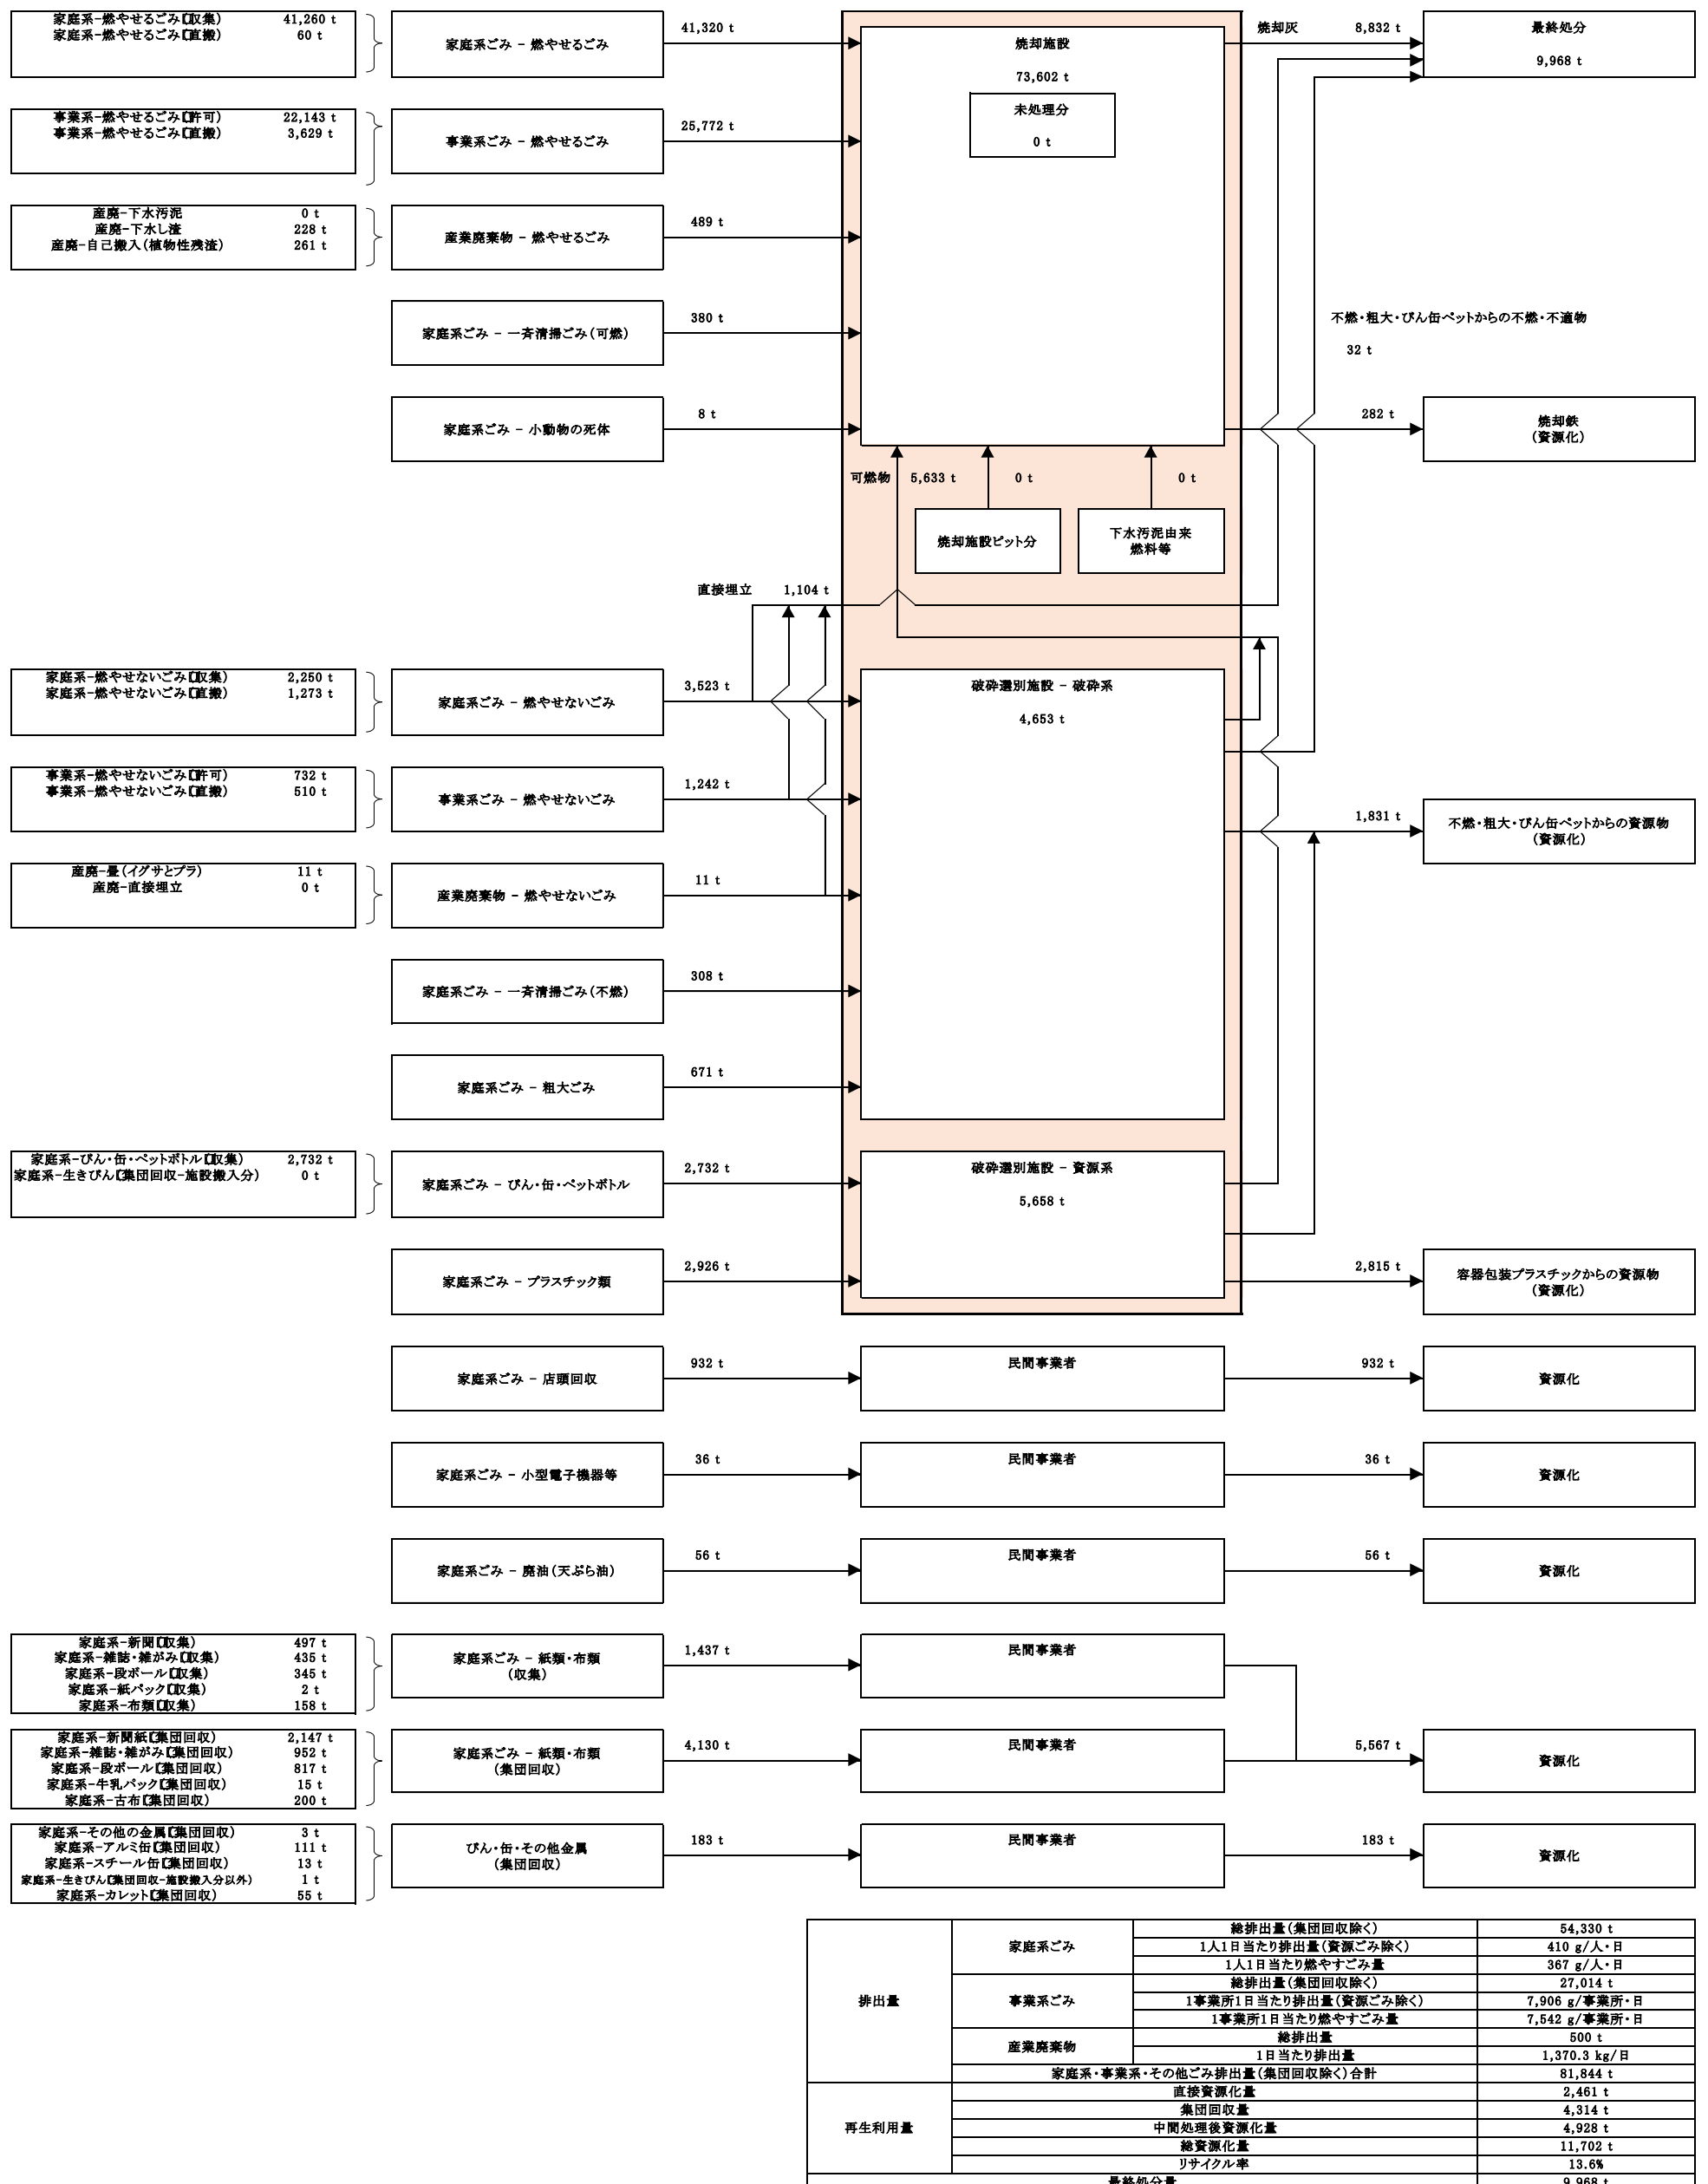 家庭系-燃やせるごみ(収集) 41,260 t
家庭系-燃やせるごみ(直搬) 60 t
家庭系ごみ − 燃やせるごみ
41,320 t
焼却施設
73,602 t
未処理分
0 t
焼却灰 8,832 t
最終処分
9,968 t
事業系-燃やせるごみ(許可) 22,143 t
事業系-燃やせるごみ(直搬) 3,629 t
事業系ごみ − 燃やせるごみ
25,772 t
産廃-下水汚泥 0 t
産廃-下水し渣 228 t
産廃-自己搬入(植物性残渣) 261 t
産業廃棄物 − 燃やせるごみ
489 t
家庭系ごみ − 一斉清掃ごみ(可燃)
380 t
不燃・粗大・びん缶ペットからの不燃・不適物
32 t
家庭系ごみ − 小動物の死体
8 t
282 t
焼却鉄
(資源化)
可燃物 5,633 t
0 t
0 t
焼却施設ピット分
下水汚泥由来
燃料等
直接埋立 1,104 t
家庭系-燃やせないごみ(収集) 2,250 t
家庭系-燃やせないごみ(直搬) 1,273 t
家庭系ごみ − 燃やせないごみ
3,523 t
破砕選別施設 − 破砕系
4,653 t
事業系-燃やせないごみ(許可) 732 t
事業系-燃やせないごみ(直搬) 510 t
事業系ごみ − 燃やせないごみ
1,242 t
1,831 t
不燃・粗大・びん缶ペットからの資源物
(資源化)
産廃-畳(イグサとプラ) 11 t
産廃-直接埋立 0 t
産業廃棄物 − 燃やせないごみ
11 t
家庭系ごみ − 一斉清掃ごみ(不燃)
308 t
家庭系ごみ − 粗大ごみ
671 t
家庭系-びん・缶・ペットボトル(収集) 2,732 t
家庭系-生きびん(集団回収-施設搬入分) 0 t
家庭系ごみ − びん・缶・ペットボトル
2,732 t
破砕選別施設 − 資源系
5,658 t
家庭系ごみ − プラスチック類
2,926 t
2,815 t
容器包装プラスチックからの資源物
(資源化)
家庭系ごみ − 店頭回収
932 t
民間事業者
932 t
資源化
家庭系ごみ − 小型電子機器等
36 t
民間事業者
36 t
資源化
家庭系ごみ − 廃油(天ぷら油)
56 t
民間事業者
56 t
資源化
家庭系-新聞(収集) 497 t
家庭系-雑誌・雑がみ(収集) 435 t
家庭系-段ボール(収集) 345 t
家庭系-紙パック(収集) 2 t
家庭系-布類(収集) 158 t
家庭系ごみ − 紙類・布類
(収集)
1,437 t
民間事業者
家庭系-新聞紙(集団回収) 2,147 t
家庭系-雑誌・雑がみ(集団回収) 952 t
家庭系-段ボール(集団回収) 817 t
家庭系-牛乳パック(集団回収) 15 t
家庭系-古布(集団回収) 200 t
家庭系ごみ − 紙類・布類
(集団回収)
4,130 t
民間事業者
5,567 t
資源化
家庭系-その他の金属(集団回収) 3 t
家庭系-アルミ缶(集団回収) 111 t
家庭系-スチール缶(集団回収) 13 t
家庭系-生きびん(集団回収-施設搬入分以外) 1 t
家庭系-カレット(集団回収) 55 t
びん・缶・その他金属
(集団回収)
183 t
民間事業者
183 t
資源化
排出量
家庭系ごみ
総排出量(集団回収除く) 54,330 t
1人1日当たり排出量(資源ごみ除く) 410 g/人・日
1人1日当たり燃やすごみ量 367 g/人・日
事業系ごみ
総排出量(集団回収除く) 27,014 t
1事業所1日当たり排出量(資源ごみ除く) 7,906 g/事業所・日
1事業所1日当たり燃やすごみ量 7,542 g/事業所・日
産業廃棄物
総排出量 500 t
1日当たり排出量 1,370.3 kg/日
家庭系・事業系・その他ごみ排出量(集団回収除く)合計 81,844 t
再生利用量
直接資源化量 2,461 t
集団回収量 4,314 t
中間処理後資源化量 4,928 t
総資源化量 11,702 t
リサイクル率 13.6%
最終処分量 9,968 t